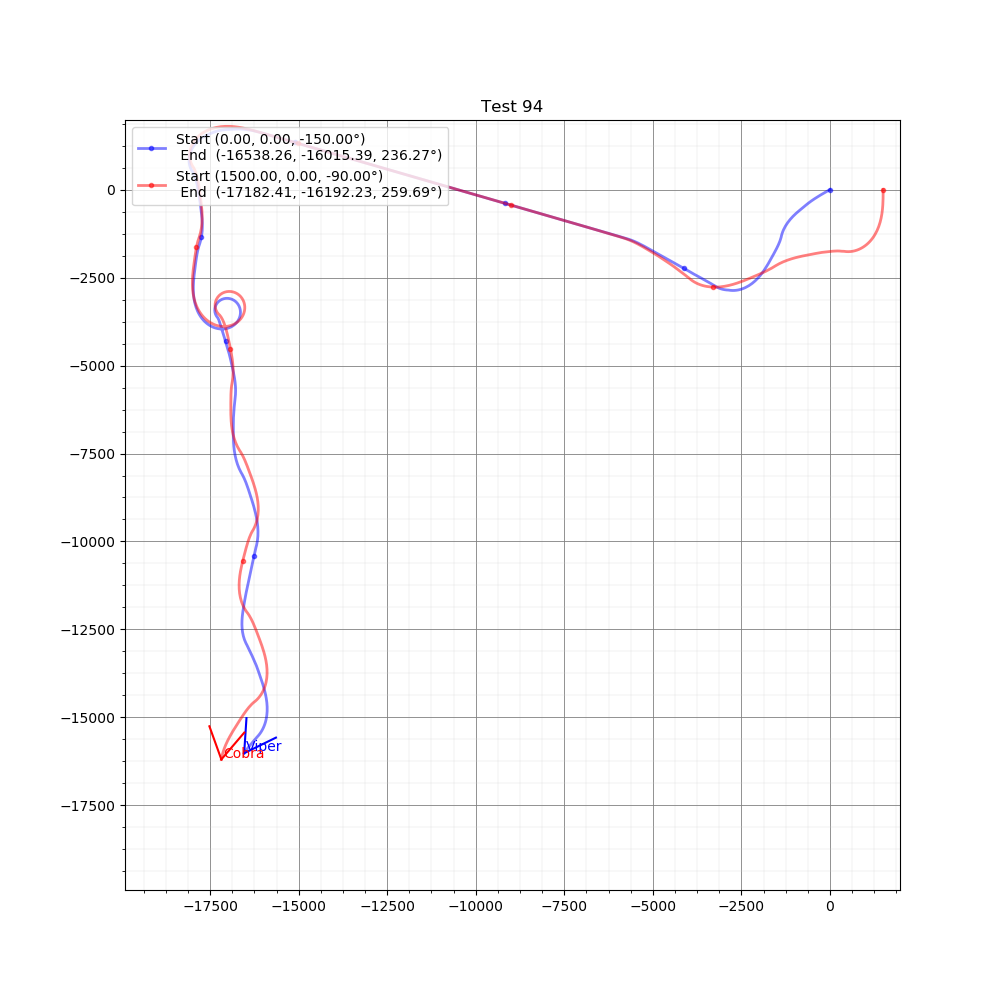 Test 94
Start (0.00, 0.00, -150.00°)
End (-16538.26, -16015.39, 236.27°)
Start (1500.00, 0.00, -90.00°)
End (-17182.41, -16192.23, 259.69°)
0
−2500
−5000
−7500
−10000
−12500
−15000
−17500
Viper
Cobra
−17500 −15000 −12500 −10000 −7500 −5000 −2500 0